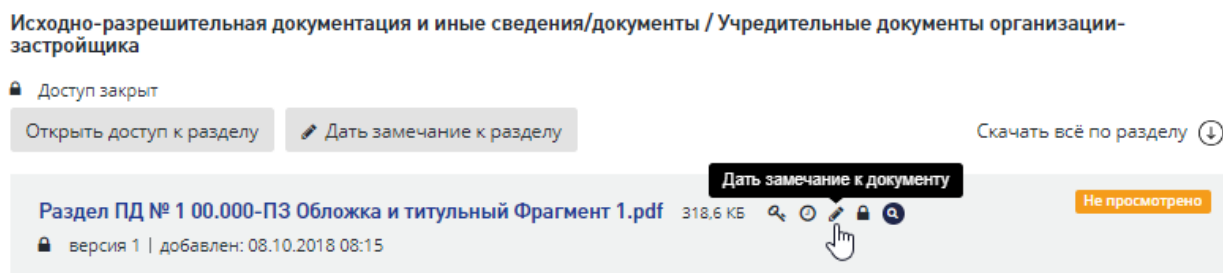 Исходно-разрешительная документация и иные сведения/документы / Учредительные документы организации-
застройщика
Доступ закрыт
Открыть доступ к разделу Дать замечание к разделу Скачать всё по разделу
Дать замечание к документу
Раздел ПД № 1 00.000-ПЗ Обложка и титульный Фрагмент 1.pdf 318,6 КБ Не просмотрено
версия 1 | добавлен: 08.10.2018 08:15